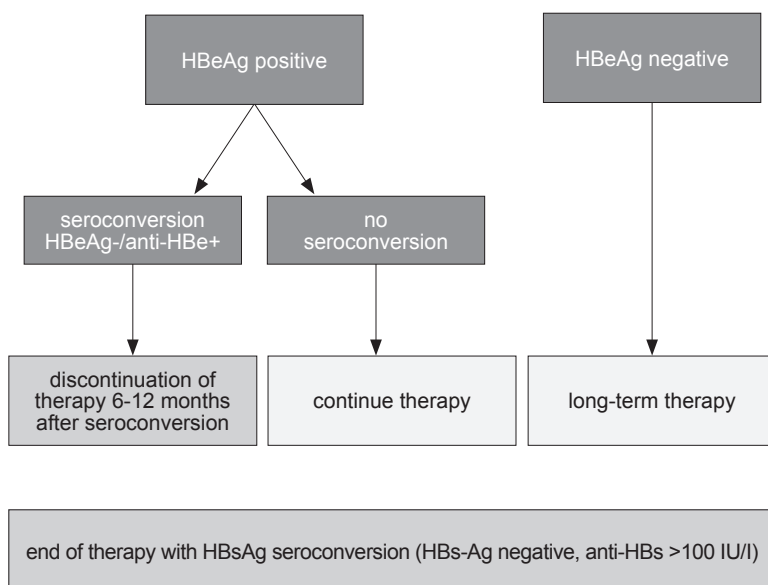 HBeAg positive
HBeAg negative
seroconversion
HBeAg-/anti-HBe+
no
seroconversion
discontinuation of
therapy 6-12 months
after seroconversion
continue therapy
long-term therapy
end of therapy with HBsAg seroconversion (HBs-Ag negative, anti-HBs >100 IU/l)